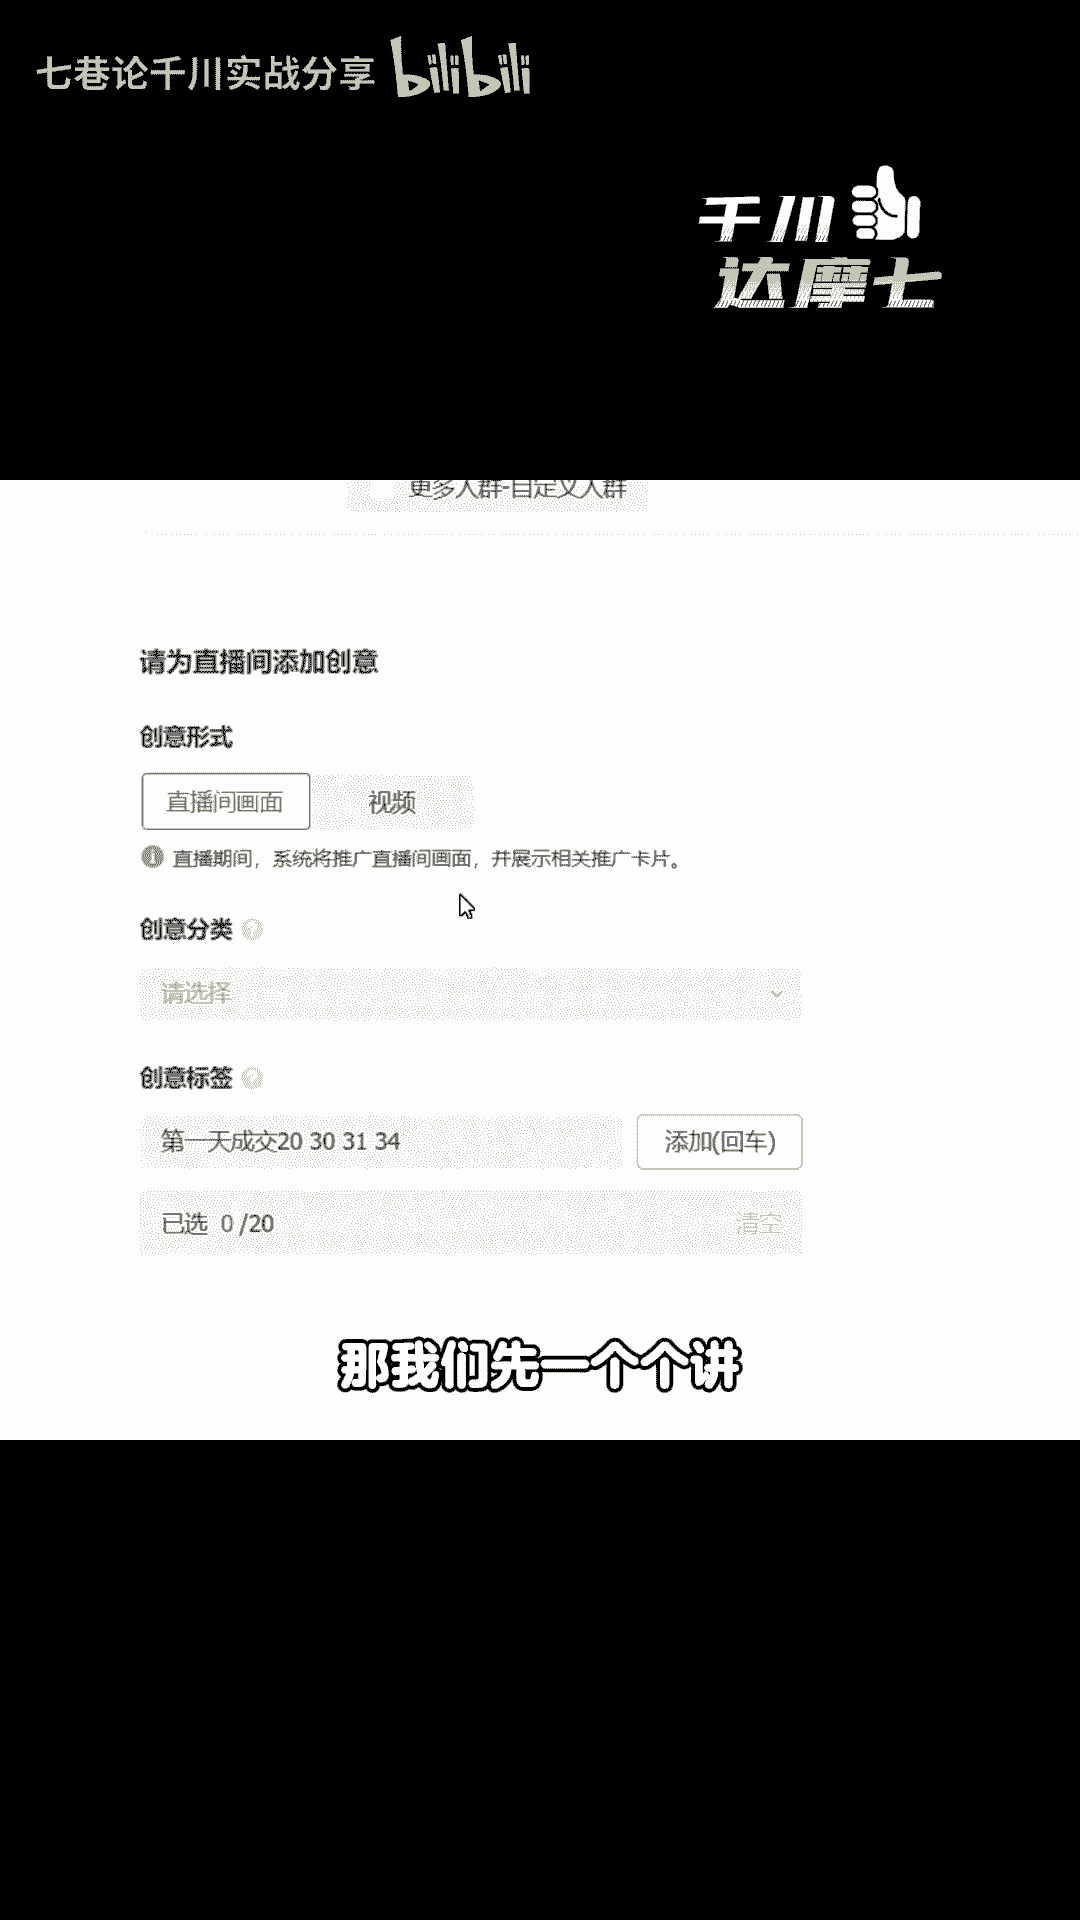 七巷论千川实战分享 bilibili
千川
达摩七
更多人群-自定义人群
请为直播间添加创意
创意形式
直播间画面 视频
直播期间，系统将推广直播间画面，并展示相关推广卡片。
创意分类 ?
请选择
创意标签 ?
第一天成交20 30 31 34 添加(回车)
已选 0 /20 清空
那我们先一个个讲